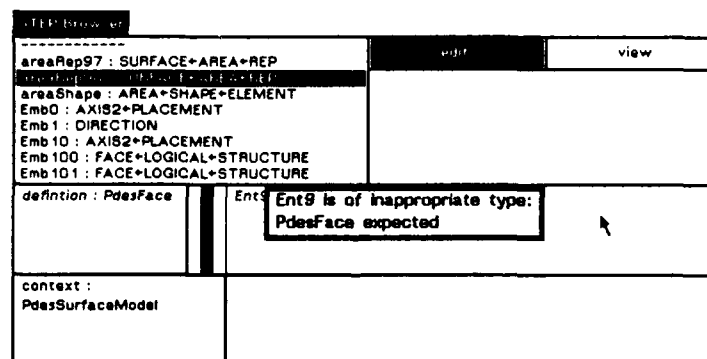 STEP Browser
------------
areaRep97 : SURFACE←AREA←REP
edit
view
areaShape : AREA←SHAPE←ELEMENT
Emb0 : AXIS2←PLACEMENT
Emb1 : DIRECTION
Emb10 : AXIS2←PLACEMENT
Emb100 : FACE←LOGICAL←STRUCTURE
Emb101 : FACE←LOGICAL←STRUCTURE
defintion : PdesFace
Ent9
Ent9 is of inappropriate type:
PdesFace expected
context :
PdesSurfaceModel